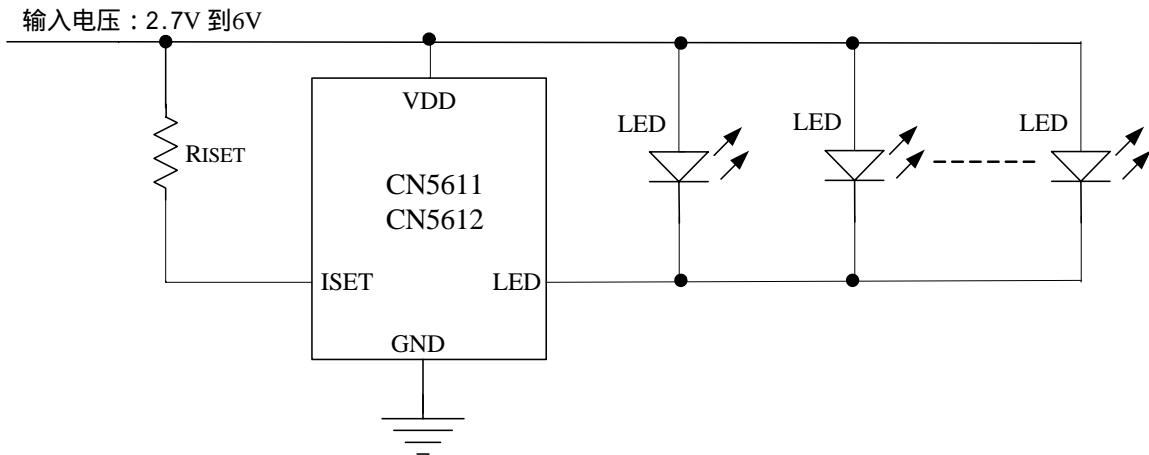 输入电压：2.7V 到6V
VDD
LED
LED
LED
RISET
CN5611
CN5612
ISET
LED
GND